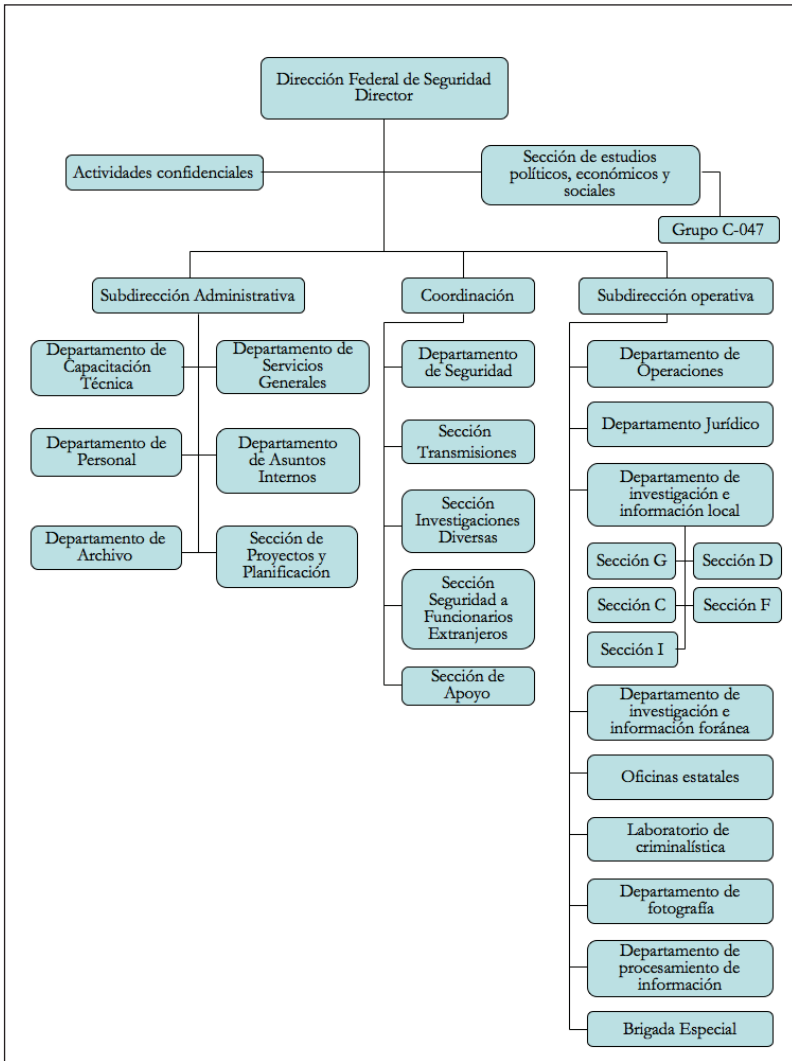 Dirección Federal de Seguridad
Director
Actividades confidenciales
Sección de estudios
políticos, económicos y
sociales
Grupo C-047
Subdirección Administrativa
Departamento de
Capacitación
Técnica
Departamento de
Servicios
Generales
Departamento de
Personal
Departamento
de Asuntos
Internos
Departamento de
Archivo
Sección de
Proyectos y
Planificación
Coordinación
Departamento
de Seguridad
Sección
Transmisiones
Sección
Investigaciones
Diversas
Sección
Seguridad a
Funcionarios
Extranjeros
Sección de
Apoyo
Subdirección operativa
Departamento de
Operaciones
Departamento Jurídico
Departamento de
investigación e
información local
Sección G
Sección D
Sección C
Sección F
Sección I
Departamento de
investigación e
información foránea
Oficinas estatales
Laboratorio de
criminalística
Departamento de
fotografía
Departamento de
procesamiento de
información
Brigada Especial